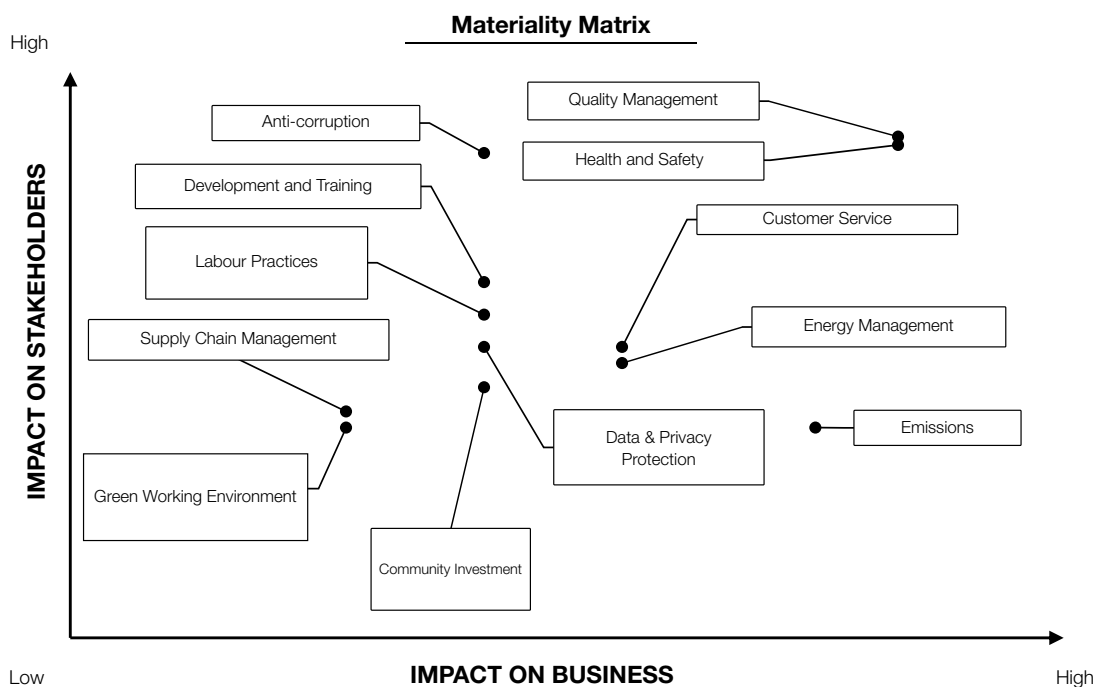 Materiality Matrix
High
Quality Management
Anti-corruption
Health and Safety
Development and Training
Customer Service
Labour Practices
Energy Management
Supply Chain Management
Emissions
Data & Privacy
Protection
Green Working Environment
Community Investment
IMPACT ON STAKEHOLDERS
Low
IMPACT ON BUSINESS
High